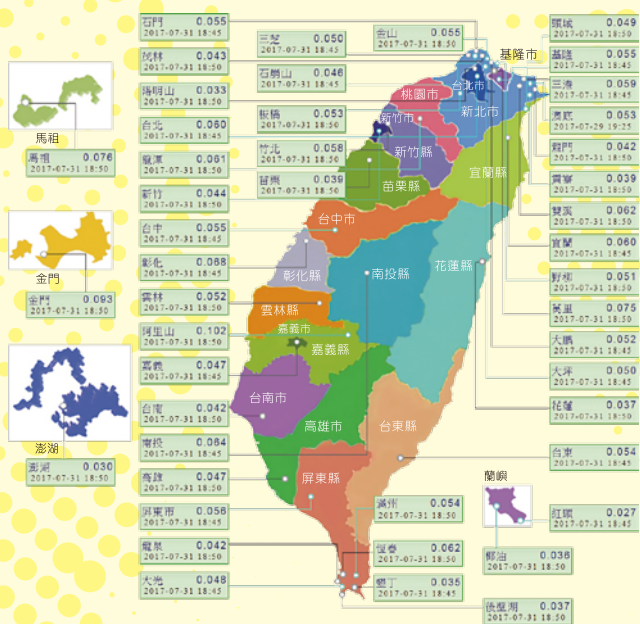 石門 0.055
2017-07-31 18:45
茂林 0.043
2017-07-31 18:50
陽明山 0.033
2017-07-31 18:50
台北 0.060
2017-07-31 18:45
龍潭 0.061
2017-07-31 18:50
新竹 0.044
2017-07-31 18:50
台中 0.055
2017-07-31 18:45
彰化 0.068
2017-07-31 18:50
雲林 0.052
2017-07-31 18:50
阿里山 0.102
2017-07-31 18:50
嘉義 0.047
2017-07-31 18:45
台南 0.042
2017-07-31 18:50
南投 0.064
2017-07-31 18:50
高雄 0.047
2017-07-31 18:45
屏東市 0.056
2017-07-31 18:45
龍泉 0.042
2017-07-31 18:50
大光 0.048
2017-07-31 18:45
三芝 0.050
2017-07-31 18:45
石崩山 0.046
2017-07-31 18:45
板橋 0.053
2017-07-31 18:50
竹北 0.058
2017-07-31 18:50
苗栗 0.039
2017-07-31 18:50
金山 0.055
2017-07-31 18:50
基隆市
頭城 0.049
2017-07-31 18:50
基隆 0.055
2017-07-31 18:45
三港 0.059
2017-07-31 18:45
澳底 0.053
2017-07-29 19:25
龍門 0.042
2017-07-31 18:50
貢寮 0.039
2017-07-31 18:50
雙溪 0.062
2017-07-31 18:50
宜蘭 0.060
2017-07-31 18:45
野柳 0.051
2017-07-31 18:50
萬里 0.075
2017-07-31 18:50
大鵬 0.052
2017-07-31 18:45
大坪 0.050
2017-07-31 18:45
花蓮 0.037
2017-07-31 18:50
台東 0.054
2017-07-31 18:45
蘭嶼
紅頭 0.027
2017-07-31 18:45
椰油 0.036
2017-07-31 18:50
滿州 0.054
2017-07-31 18:50
恆春 0.062
2017-07-31 18:50
墾丁 0.035
2017-07-31 18:45
後壁湖 0.037
2017-07-31 18:50
馬祖
馬祖 0.076
2017-07-31 18:50
金門
金門 0.093
2017-07-31 18:50
澎湖
澎湖 0.030
2017-07-31 18:50
台北市
新北市
桃園市
新竹市
新竹縣
宜蘭縣
苗栗縣
台中市
彰化縣
南投縣
花蓮縣
雲林縣
嘉義市
嘉義縣
台南市
高雄市
台東縣
屏東縣